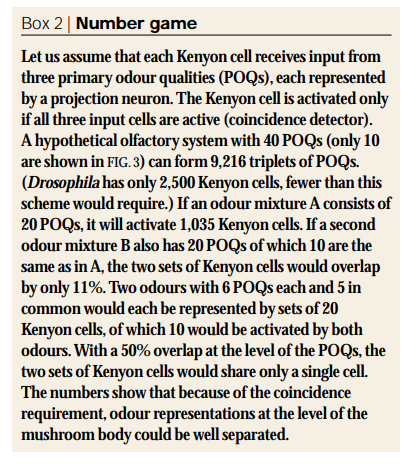 Box 2 | Number game
Let us assume that each Kenyon cell receives input from
three primary odour qualities (POQs), each represented
by a projection neuron. The Kenyon cell is activated only
if all three input cells are active (coincidence detector).
A hypothetical olfactory system with 40 POQs (only 10
are shown in FIG. 3) can form 9,216 triplets of POQs.
(Drosophila has only 2,500 Kenyon cells, fewer than this
scheme would require.) If an odour mixture A consists of
20 POQs, it will activate 1,035 Kenyon cells. If a second
odour mixture B also has 20 POQs of which 10 are the
same as in A, the two sets of Kenyon cells would overlap
by only 11%. Two odours with 6 POQs each and 5 in
common would each be represented by sets of 20
Kenyon cells, of which 10 would be activated by both
odours. With a 50% overlap at the level of the POQs, the
two sets of Kenyon cells would share only a single cell.
The numbers show that because of the coincidence
requirement, odour representations at the level of the
mushroom body could be well separated.